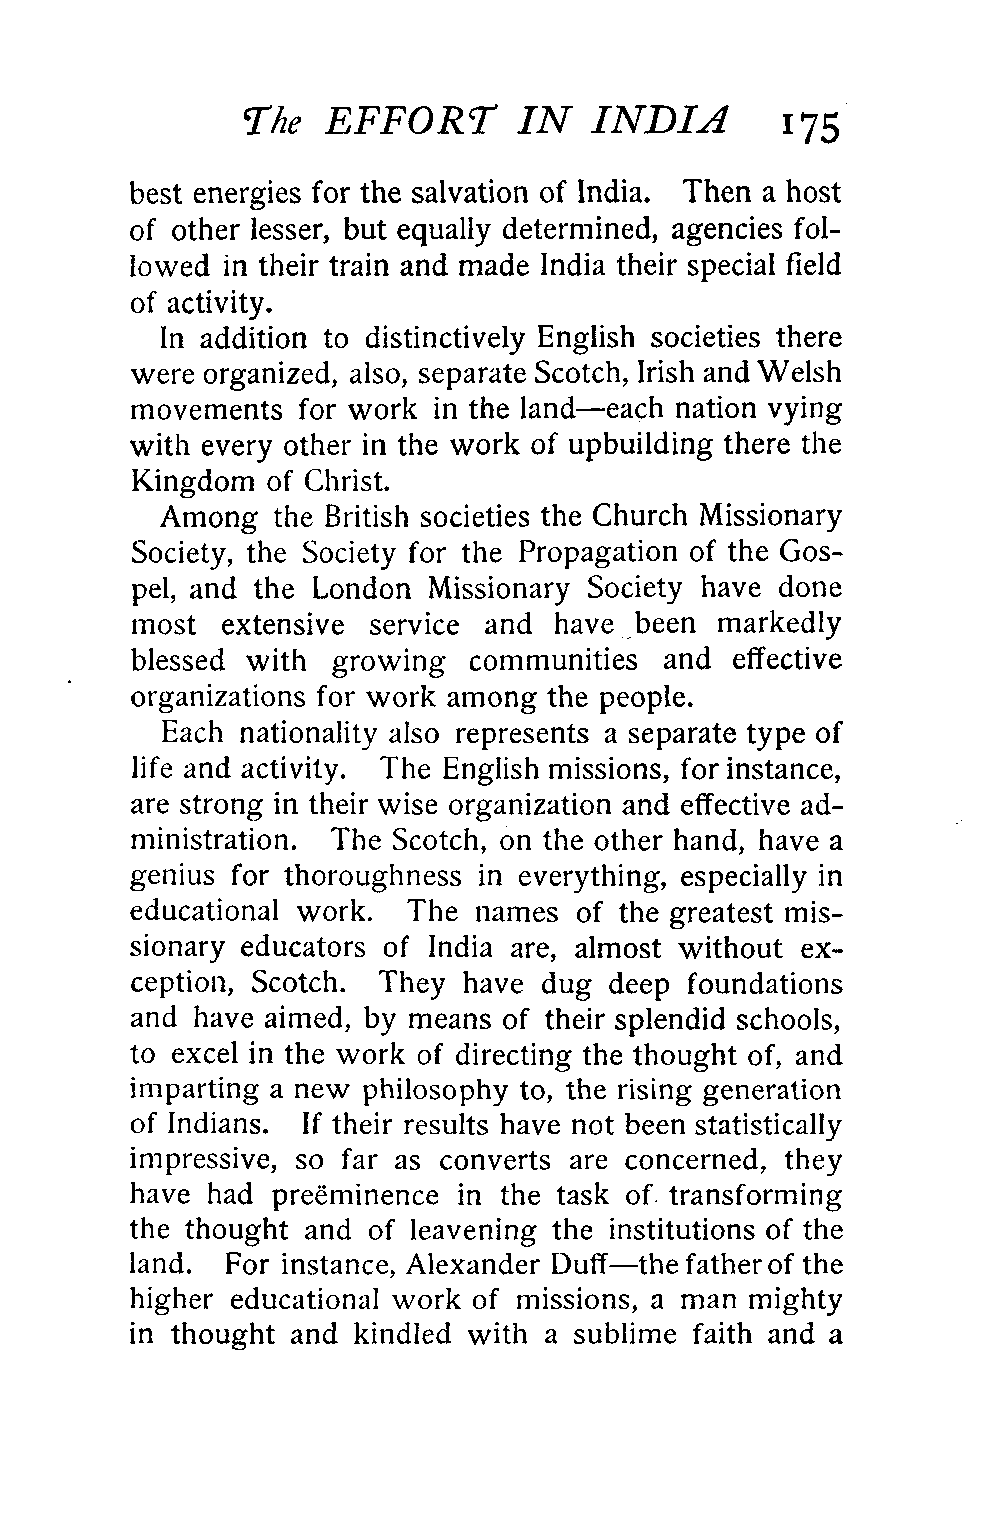 The EFFORT IN INDIA 175
best energies for the salvation of India. Then a host
of other lesser, but equally determined, agencies fol-
lowed in their train and made India their special field
of activity.
In addition to distinctively English societies there
were organized, also, separate Scotch, Irish and Welsh
movements for work in the land—each nation vying
with every other in the work of upbuilding there the
Kingdom of Christ.
Among the British societies the Church Missionary
Society, the Society for the Propagation of the Gos-
pel, and the London Missionary Society have done
most extensive service and have been markedly
blessed with growing communities and effective
organizations for work among the people.
Each nationality also represents a separate type of
life and activity. The English missions, for instance,
are strong in their wise organization and effective ad-
ministration. The Scotch, on the other hand, have a
genius for thoroughness in everything, especially in
educational work. The names of the greatest mis-
sionary educators of India are, almost without ex-
ception, Scotch. They have dug deep foundations
and have aimed, by means of their splendid schools,
to excel in the work of directing the thought of, and
imparting a new philosophy to, the rising generation
of Indians. If their results have not been statistically
impressive, so far as converts are concerned, they
have had preëminence in the task of transforming
the thought and of leavening the institutions of the
land. For instance, Alexander Duff—the father of the
higher educational work of missions, a man mighty
in thought and kindled with a sublime faith and a